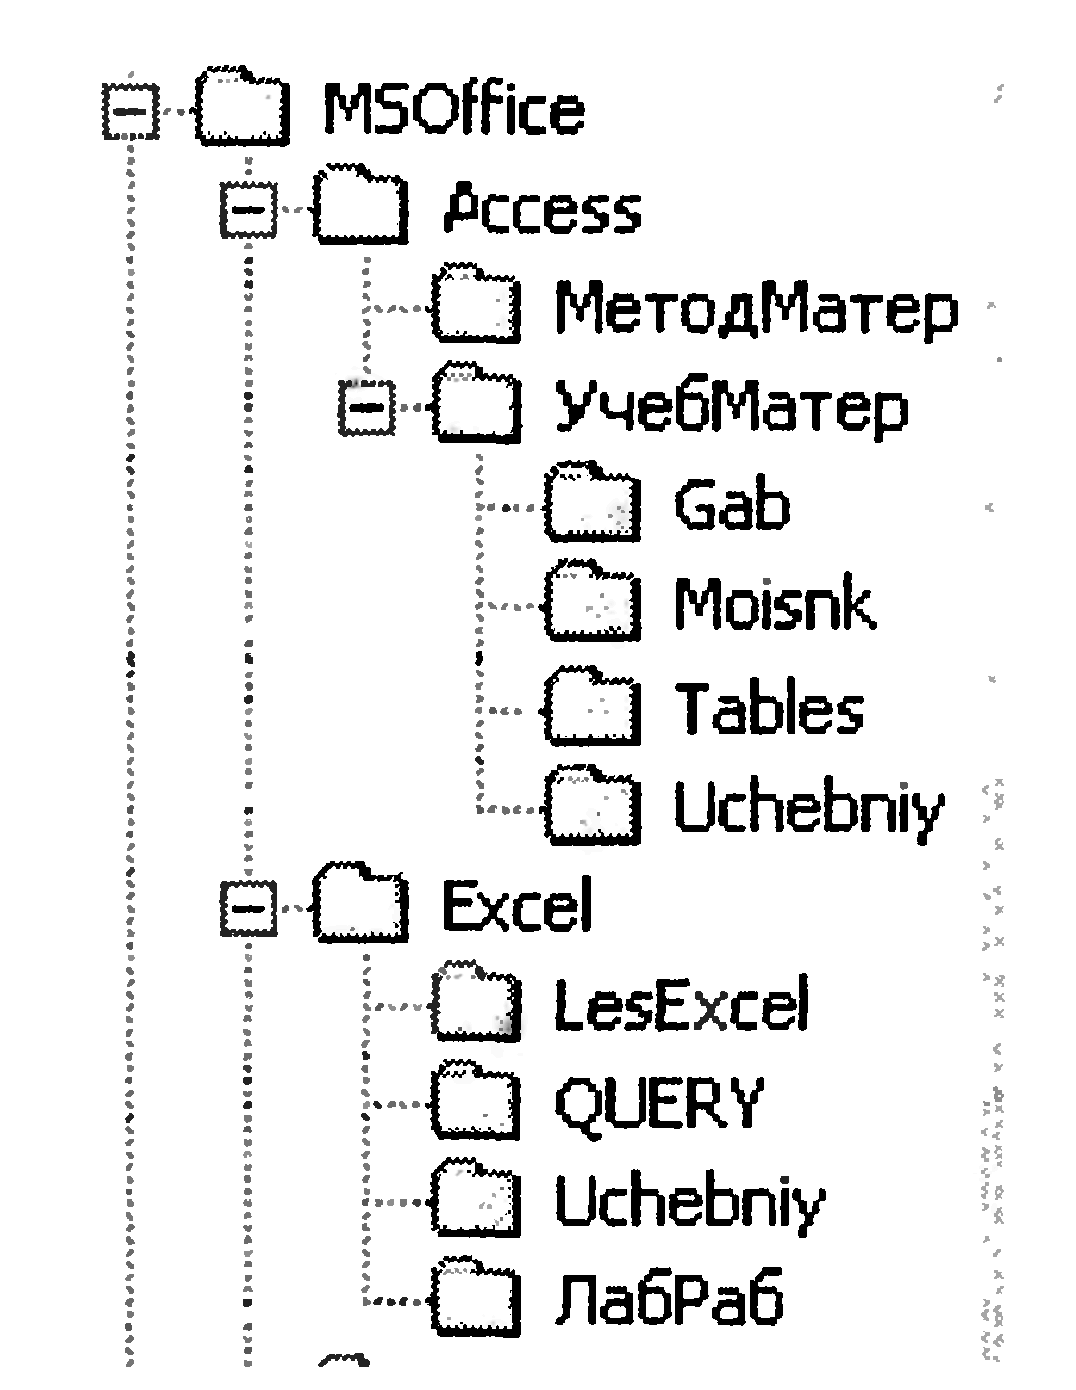 MSOffice
Access
МетодМатер
УчебМатер
Gab
Moisnk
Tables
Uchebniy
Excel
LesExcel
QUERY
Uchebniy
ЛабРаб